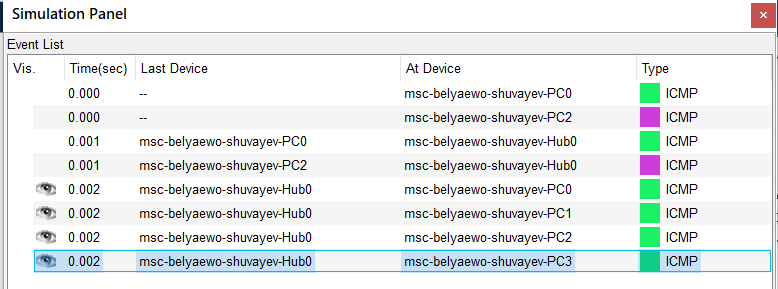 Simulation Panel
Event List
Vis. Time(sec) Last Device At Device Type
0.000 -- msc-belyaewo-shuvayev-PC0 ICMP
0.000 -- msc-belyaewo-shuvayev-PC2 ICMP
0.001 msc-belyaewo-shuvayev-PC0 msc-belyaewo-shuvayev-Hub0 ICMP
0.001 msc-belyaewo-shuvayev-PC2 msc-belyaewo-shuvayev-Hub0 ICMP
0.002 msc-belyaewo-shuvayev-Hub0 msc-belyaewo-shuvayev-PC0 ICMP
0.002 msc-belyaewo-shuvayev-Hub0 msc-belyaewo-shuvayev-PC1 ICMP
0.002 msc-belyaewo-shuvayev-Hub0 msc-belyaewo-shuvayev-PC2 ICMP
0.002 msc-belyaewo-shuvayev-Hub0 msc-belyaewo-shuvayev-PC3 ICMP